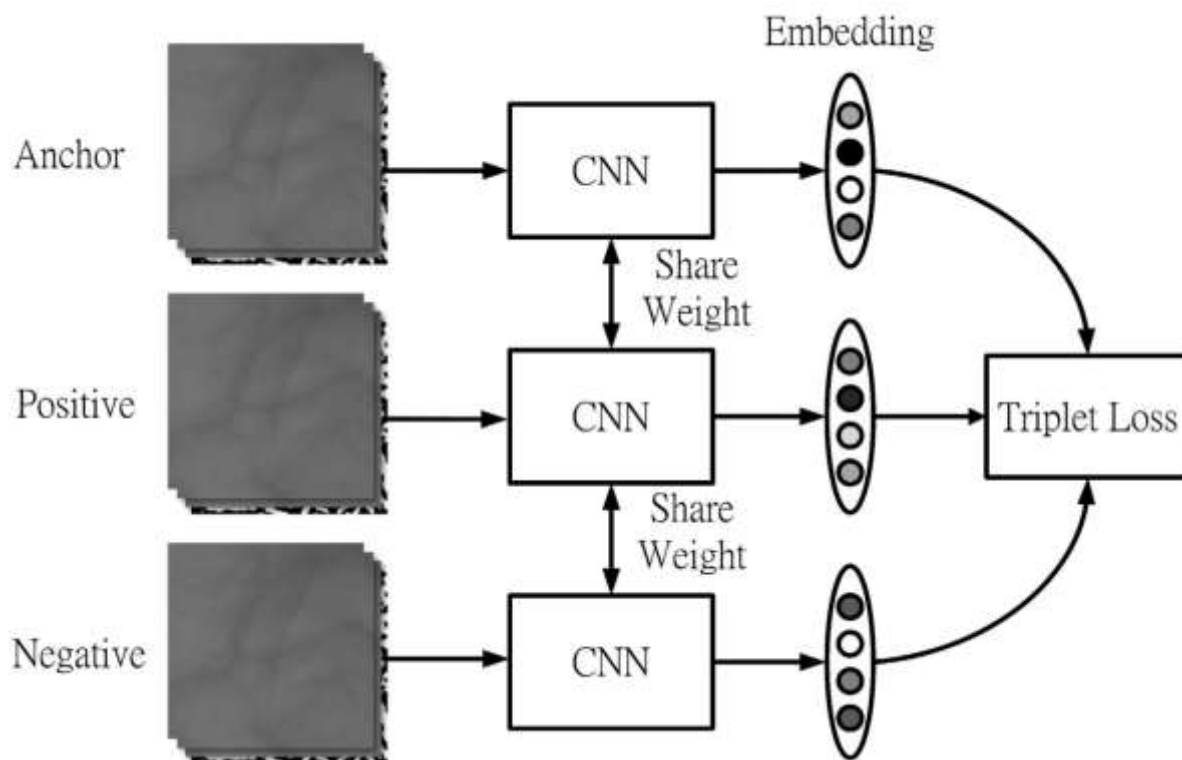 Embedding
Anchor
CNN
Share
Weight
Positive
CNN
Triplet Loss
Share
Weight
Negative
CNN